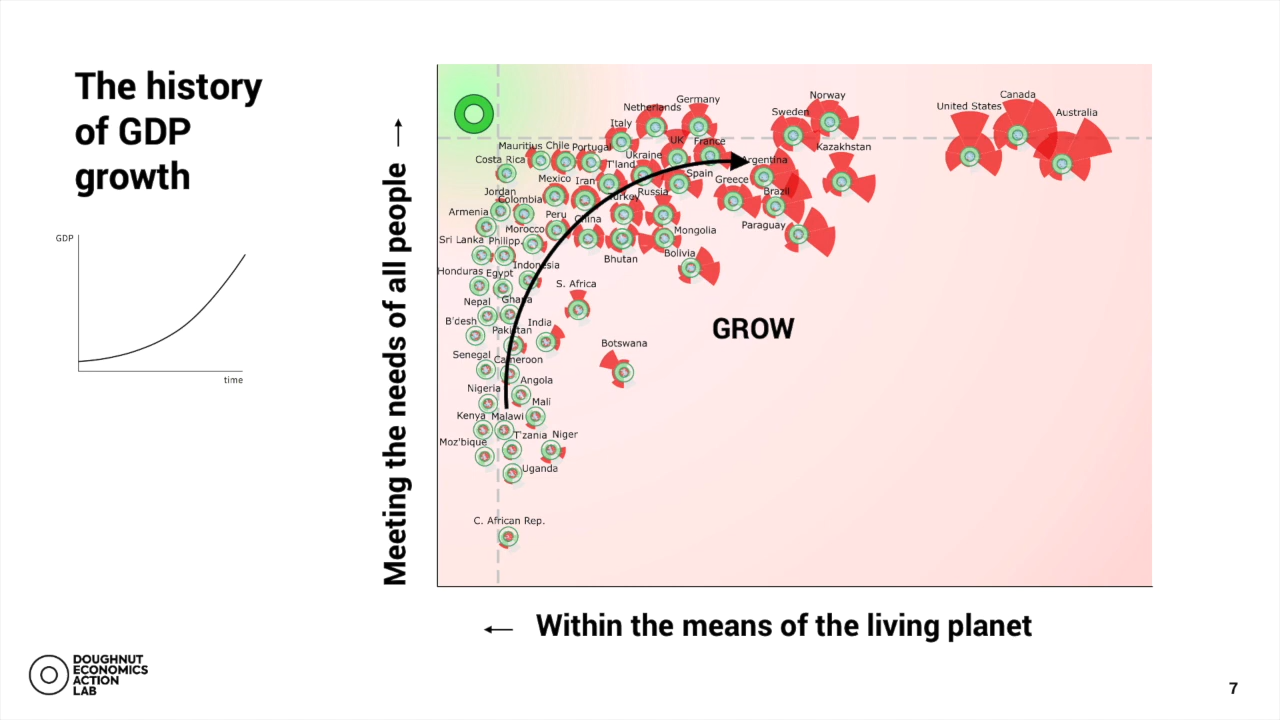 The history
of GDP
growth
GDP
time
Meeting the needs of all people
Canada
Norway
Germany
United States
Netherlands
Australia
Sweden
Italy
UK
France
Kazakhstan
Mauritius
Chile
Portugal
Ukraine
Costa Rica
T'land
Argentina
Spain
Mexico
Iran
Greece
Jordan
Colombia
Turkey
Russia
Brazil
Armenia
Peru
China
Morocco
Mongolia
Paraguay
Sri Lanka
Philipp.
Bhutan
Bolivia
Indonesia
Honduras
Egypt
S. Africa
Nepal
Ghana
B'desh
Pakistan
India
GROW
Botswana
Senegal
Cameroon
Angola
Nigeria
Mali
Kenya
Malawi
Moz'bique
T'zania
Niger
Uganda
C. African Rep.
Within the means of the living planet
DOUGHNUT
ECONOMICS
ACTION
LAB
7